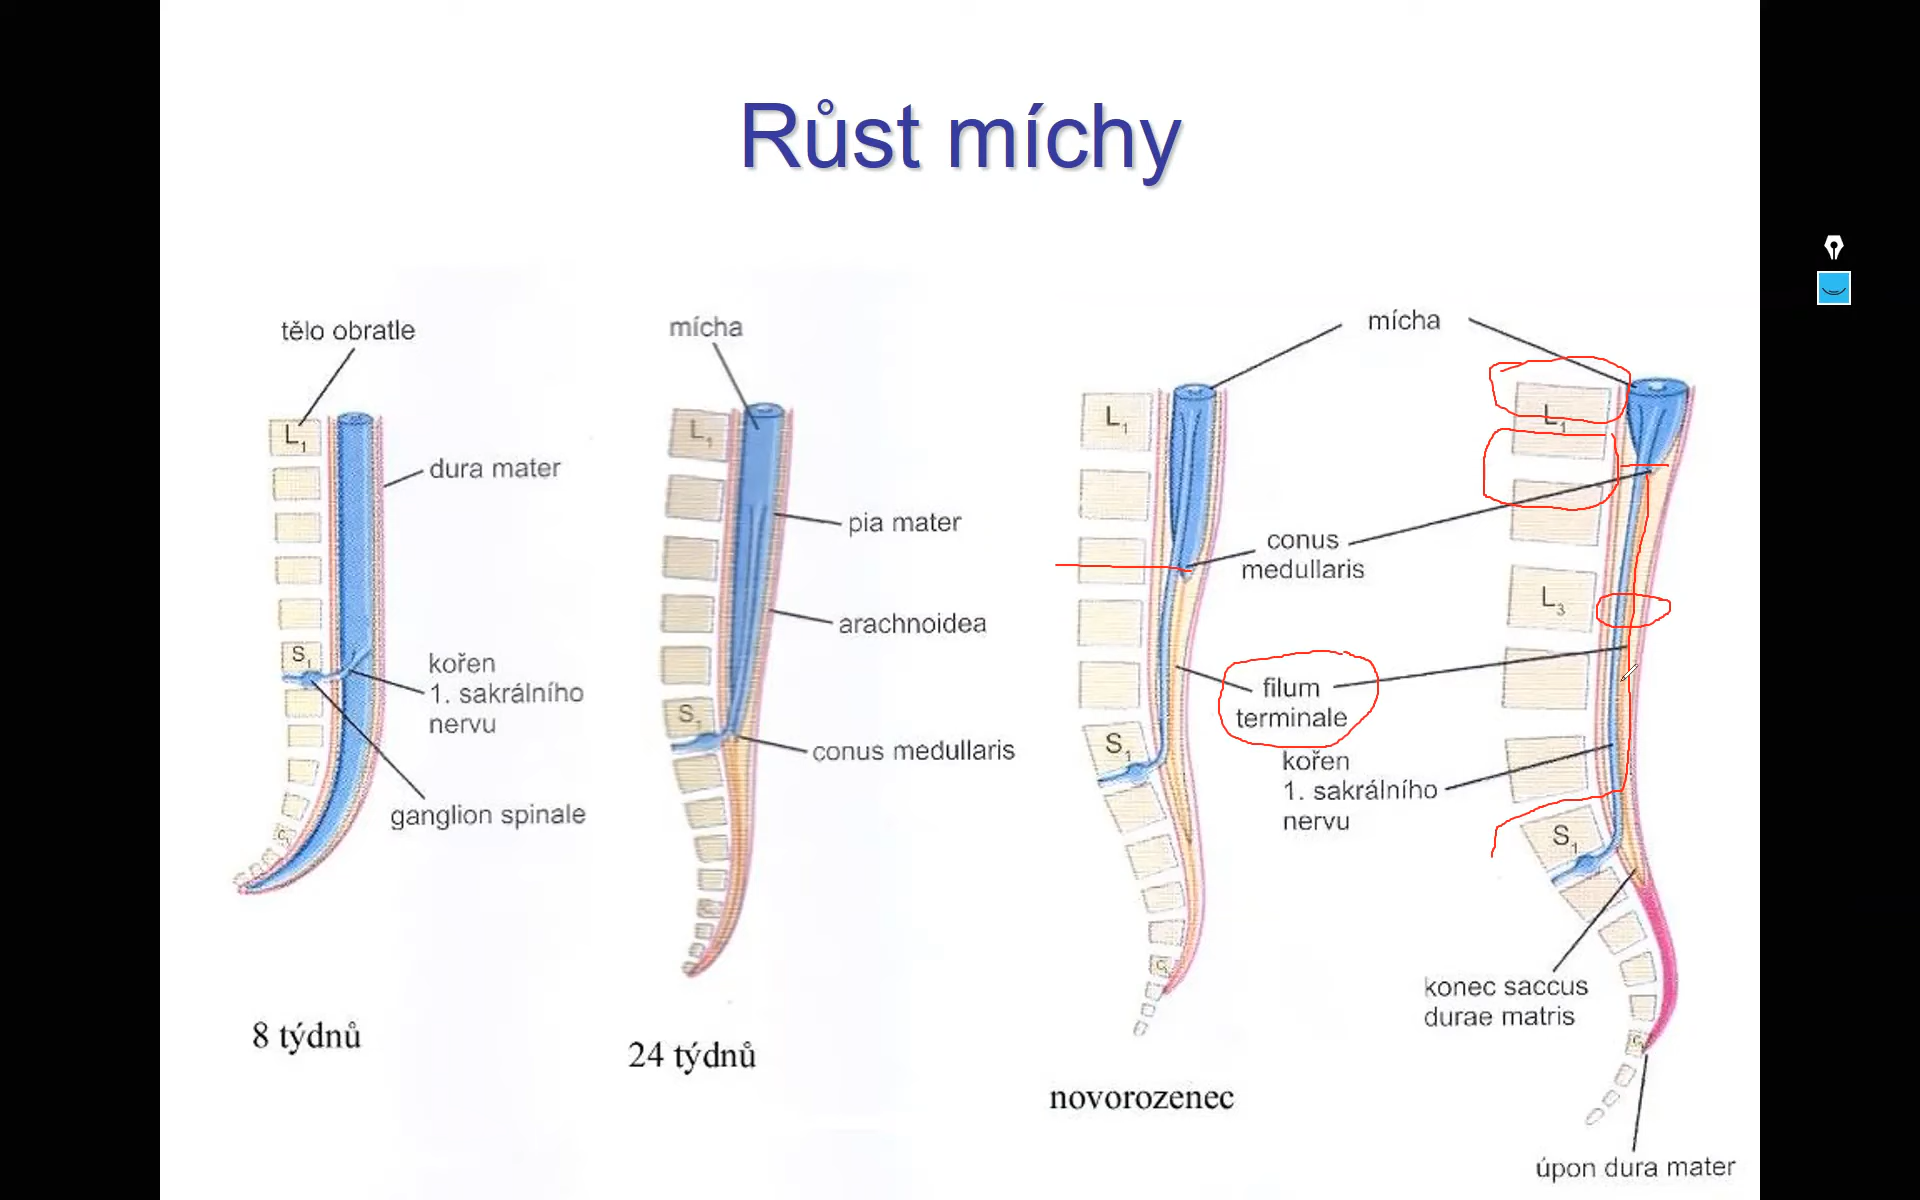 Růst míchy
tělo obratle
L1
dura mater
S1
kořen
1. sakrálního
nervu
ganglion spinale
C
8 týdnů
mícha
L1
pia mater
arachnoidea
S1
conus medullaris
24 týdnů
mícha
L1
L1
conus
medullaris
L3
filum
terminale
S1
kořen
1. sakrálního
nervu
S1
C
konec saccus
durae matris
novorozenec
úpon dura mater